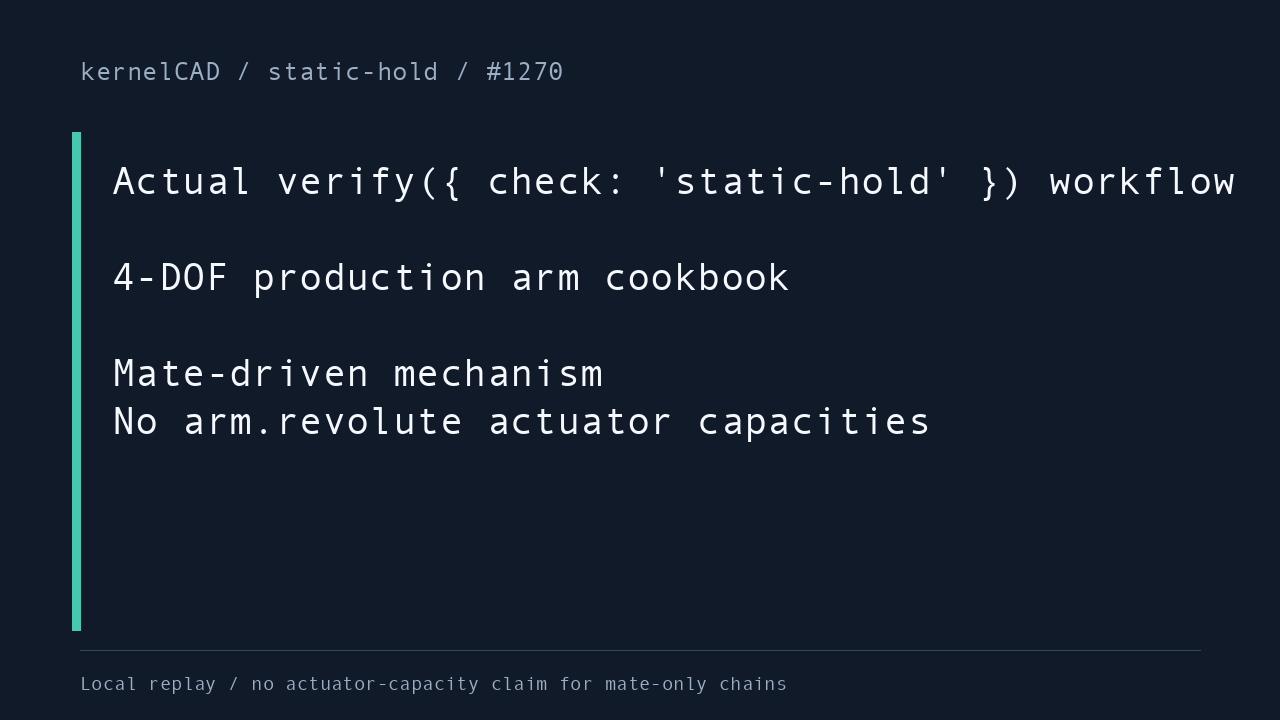 kernelCAD / static-hold / #1270
Actual verify({ check: 'static-hold' }) workflow
4-DOF production arm cookbook
Mate-driven mechanism
No arm.revolute actuator capacities
Local replay / no actuator-capacity claim for mate-only chains